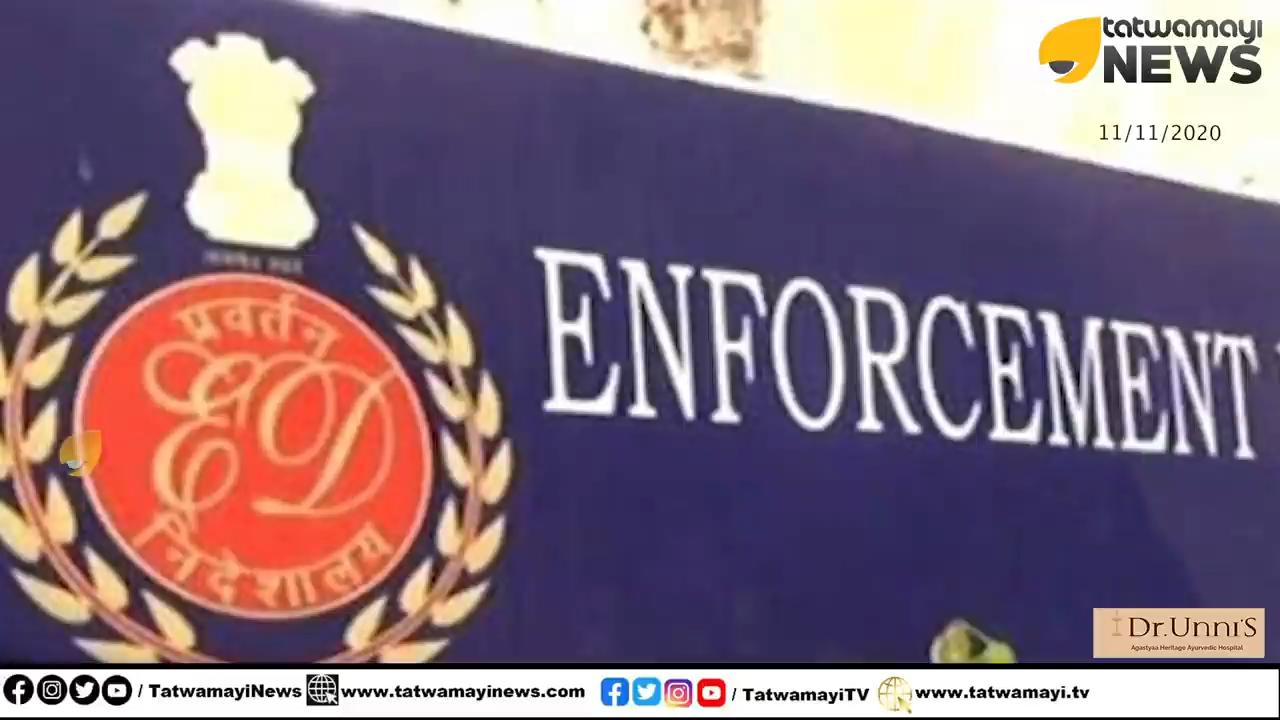 tatwamayi
NEWS
11/11/2020
प्रवर्तन
ED
निदेशालय
ENFORCEMENT
Dr.Unni'S
Agastyaa Heritage Ayurvedic Hospital
/ TatwamayiNews www.tatwamayinews.com / TatwamayiTV www.tatwamayi.tv